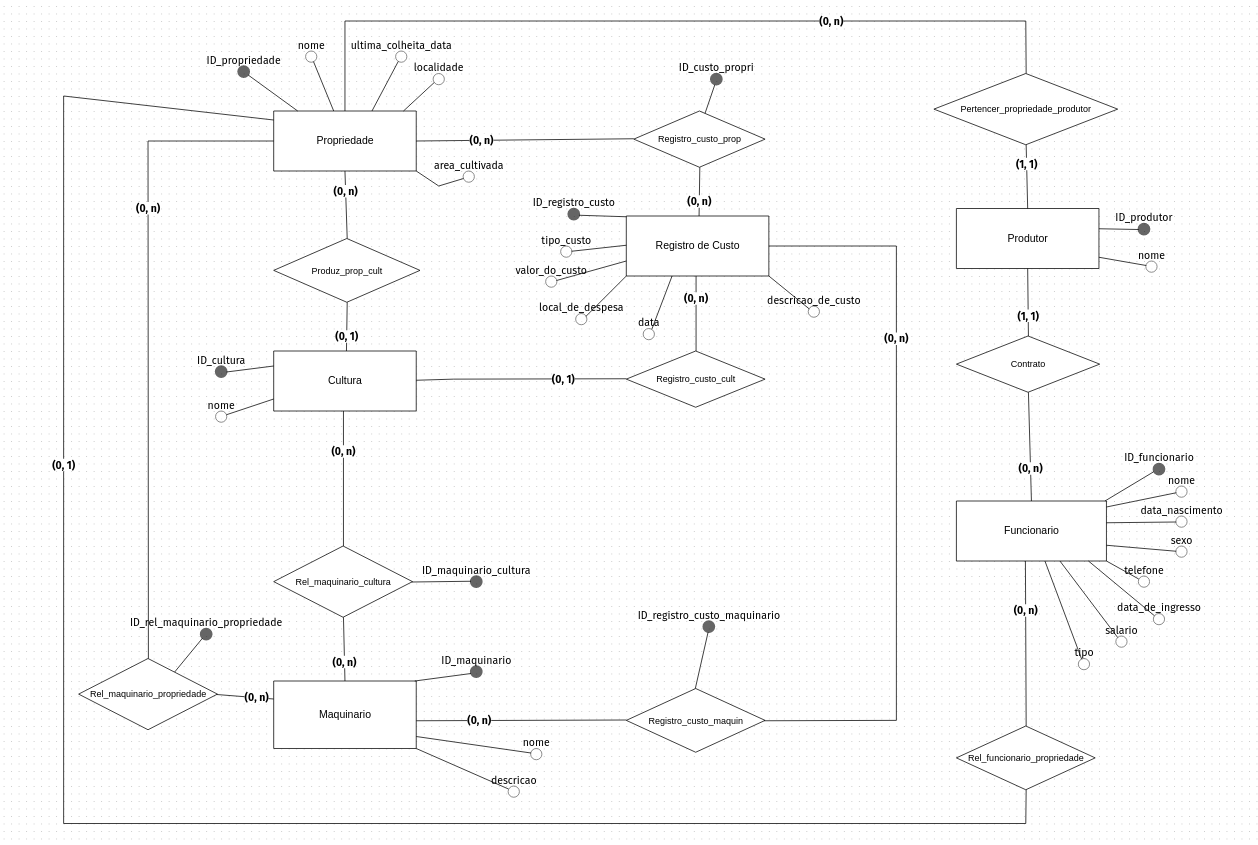 (0, n)
nome
ultima_colheita_data
ID_propriedade
localidade
ID_custo_propri
Pertencer_propriedade_produtor
Propriedade
(0, n)
Registro_custo_prop
area_cultivada
(1, 1)
(0, n)
(0, n)
(0, n)
ID_registro_custo
ID_produtor
tipo_custo
Registro de Custo
Produtor
nome
valor_do_custo
Produz_prop_cult
(0, n)
descricao_de_custo
local_de_despesa
data
(1, 1)
(0, 1)
(0, n)
ID_cultura
Contrato
Cultura
(0, 1)
Registro_custo_cult
nome
(0, n)
(0, 1)
(0, n)
ID_funcionario
nome
data_nascimento
Funcionario
sexo
telefone
ID_maquinario_cultura
Rel_maquinario_cultura
(0, n)
data_de_ingresso
ID_rel_maquinario_propriedade
ID_registro_custo_maquinario
salario
tipo
(0, n)
ID_maquinario
Rel_maquinario_propriedade
(0, n)
Maquinario
(0, n)
Registro_custo_maquin
nome
Rel_funcionario_propriedade
descricao